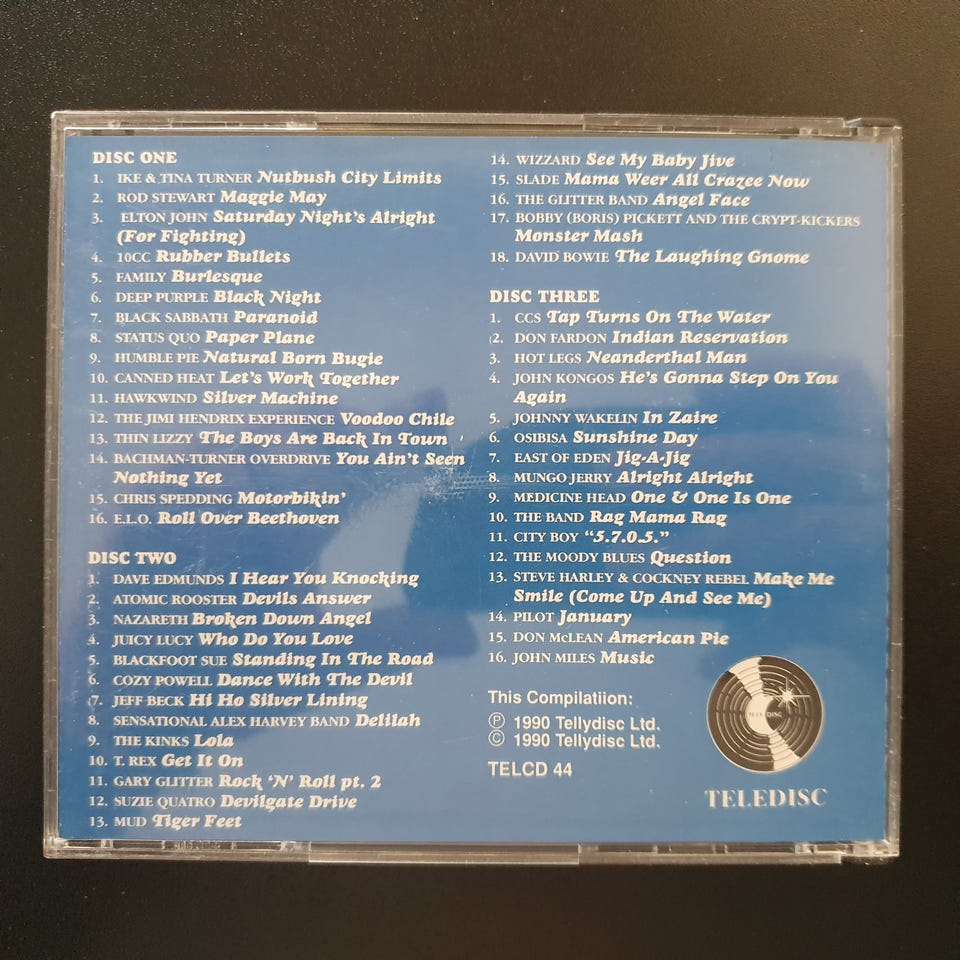 DISC ONE
1. IKE & TINA TURNER Nutbush City Limits
2. ROD STEWART Maggie May
3. ELTON JOHN Saturday Night's Alright
(For Fighting)
4. 10CC Rubber Bullets
5. FAMILY Burlesque
6. DEEP PURPLE Black Night
7. BLACK SABBATH Paranoid
8. STATUS QUO Paper Plane
9. HUMBLE PIE Natural Born Bugie
10. CANNED HEAT Let's Work Together
11. HAWKWIND Silver Machine
12. THE JIMI HENDRIX EXPERIENCE Voodoo Chile
13. THIN LIZZY The Boys Are Back In Town
14. BACHMAN-TURNER OVERDRIVE You Ain't Seen
Nothing Yet
15. CHRIS SPEDDING Motorbikin'
16. E.L.O. Roll Over Beethoven
DISC TWO
1. DAVE EDMUNDS I Hear You Knocking
2. ATOMIC ROOSTER Devils Answer
3. NAZARETH Broken Down Angel
4. JUICY LUCY Who Do You Love
5. BLACKFOOT SUE Standing In The Road
6. COZY POWELL Dance With The Devil
7. JEFF BECK Hi Ho Silver Lining
8. SENSATIONAL ALEX HARVEY BAND Delilah
9. THE KINKS Lola
10. T. REX Get It On
11. GARY GLITTER Rock 'N' Roll pt. 2
12. SUZIE QUATRO Devilgate Drive
13. MUD Tiger Feet
14. WIZZARD See My Baby Jive
15. SLADE Mama Weer All Crazee Now
16. THE GLITTER BAND Angel Face
17. BOBBY (BORIS) PICKETT AND THE CRYPT-KICKERS
Monster Mash
18. DAVID BOWIE The Laughing Gnome
DISC THREE
1. CCS Tap Turns On The Water
2. DON FARDON Indian Reservation
3. HOT LEGS Neanderthal Man
4. JOHN KONGOS He's Gonna Step On You
Again
5. JOHNNY WAKELIN In Zaire
6. OSIBISA Sunshine Day
7. EAST OF EDEN Jig-A-Jig
8. MUNGO JERRY Alright Alright
9. MEDICINE HEAD One & One Is One
10. THE BAND Rag Mama Rag
11. CITY BOY "5.7.0.5."
12. THE MOODY BLUES Question
13. STEVE HARLEY & COCKNEY REBEL Make Me
Smile (Come Up And See Me)
14. PILOT January
15. DON McLEAN American Pie
16. JOHN MILES Music
This Compilatiion:
℗ 1990 Tellydisc Ltd.
© 1990 Tellydisc Ltd.
TELCD 44
TELEDISC
TELEDISC